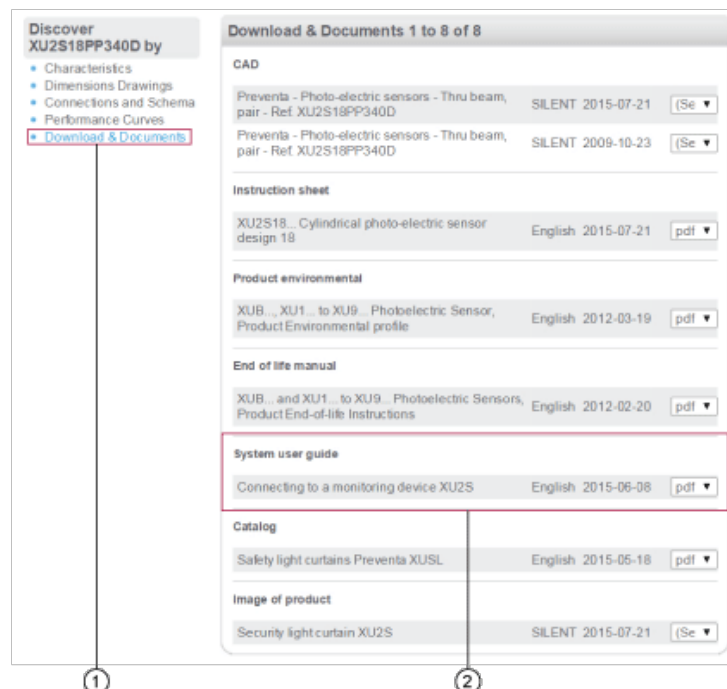 Discover
XU2S18PP340D by
Characteristics
Dimensions Drawings
Connections and Schema
Performance Curves
Download & Documents
Download & Documents 1 to 8 of 8
CAD
Preventa - Photo-electric sensors - Thru beam,
pair - Ref. XU2S18PP340D
SILENT 2015-07-21 (Se
Preventa - Photo-electric sensors - Thru beam,
pair - Ref. XU2S18PP340D
SILENT 2009-10-23 (Se
Instruction sheet
XU2S18... Cylindrical photo-electric sensor
design 18
English 2015-07-21 pdf
Product environmental
XUB..., XU1... to XU9... Photoelectric Sensor,
Product Environmental profile
English 2012-03-19 pdf
End of life manual
XUB... and XU1... to XU9... Photoelectric Sensors,
Product End-of-life Instructions
English 2012-02-20 pdf
System user guide
Connecting to a monitoring device XU2S English 2015-06-08 pdf
Catalog
Safety light curtains Preventa XUSL English 2015-05-18 pdf
Image of product
Security light curtain XU2S SILENT 2015-07-21 (Se
1 2